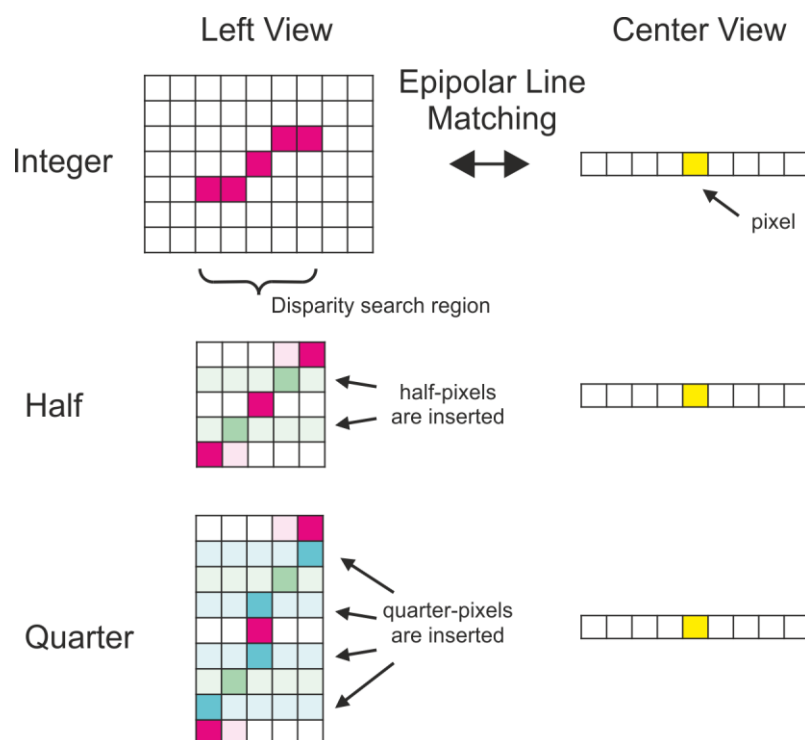 Left View
Center View
Epipolar Line
Matching
Integer
pixel
Disparity search region
Half
half-pixels
are inserted
Quarter
quarter-pixels
are inserted